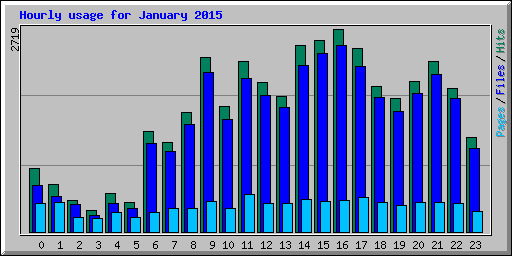 Hourly usage for January 2015
2719
Pages / Files / Hits
0 1 2 3 4 5 6 7 8 9 10 11 12 13 14 15 16 17 18 19 20 21 22 23